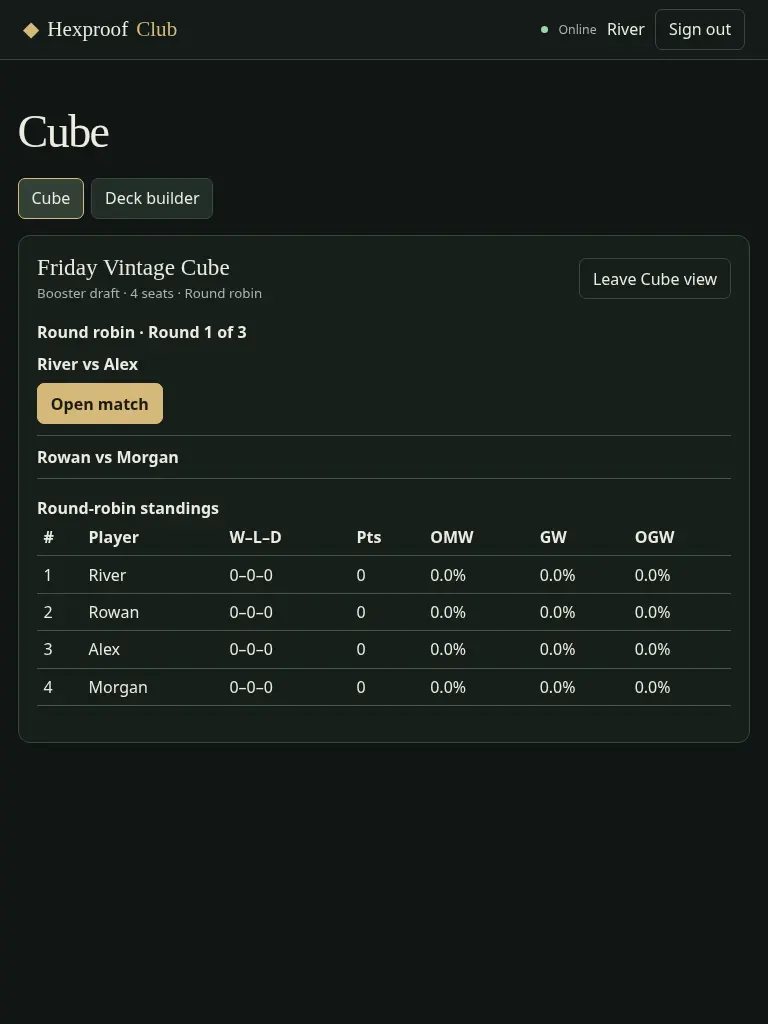 Hexproof Club
Online River Sign out
Cube
Cube Deck builder
Friday Vintage Cube
Booster draft · 4 seats · Round robin
Leave Cube view
Round robin · Round 1 of 3
River vs Alex
Open match
Rowan vs Morgan
Round-robin standings
# Player W–L–D Pts OMW GW OGW
1 River 0–0–0 0 0.0% 0.0% 0.0%
2 Rowan 0–0–0 0 0.0% 0.0% 0.0%
3 Alex 0–0–0 0 0.0% 0.0% 0.0%
4 Morgan 0–0–0 0 0.0% 0.0% 0.0%